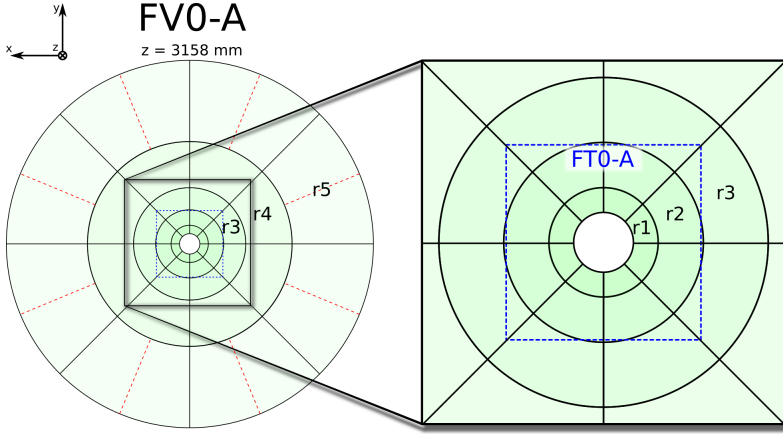 FV0-A
z = 3158 mm
y
x
z
r5
r4
r3
FT0-A
r3
r2
r1